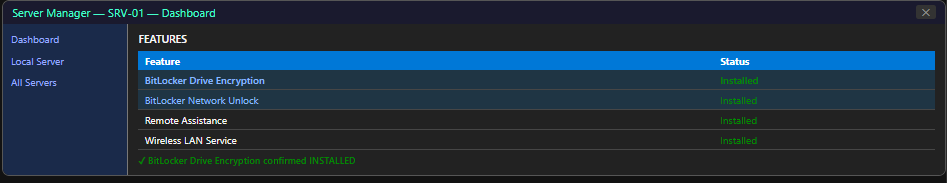 Server Manager — SRV-01 — Dashboard ✕
Dashboard
Local Server
All Servers
FEATURES
Feature Status
BitLocker Drive Encryption Installed
BitLocker Network Unlock Installed
Remote Assistance Installed
Wireless LAN Service Installed
✓ BitLocker Drive Encryption confirmed INSTALLED